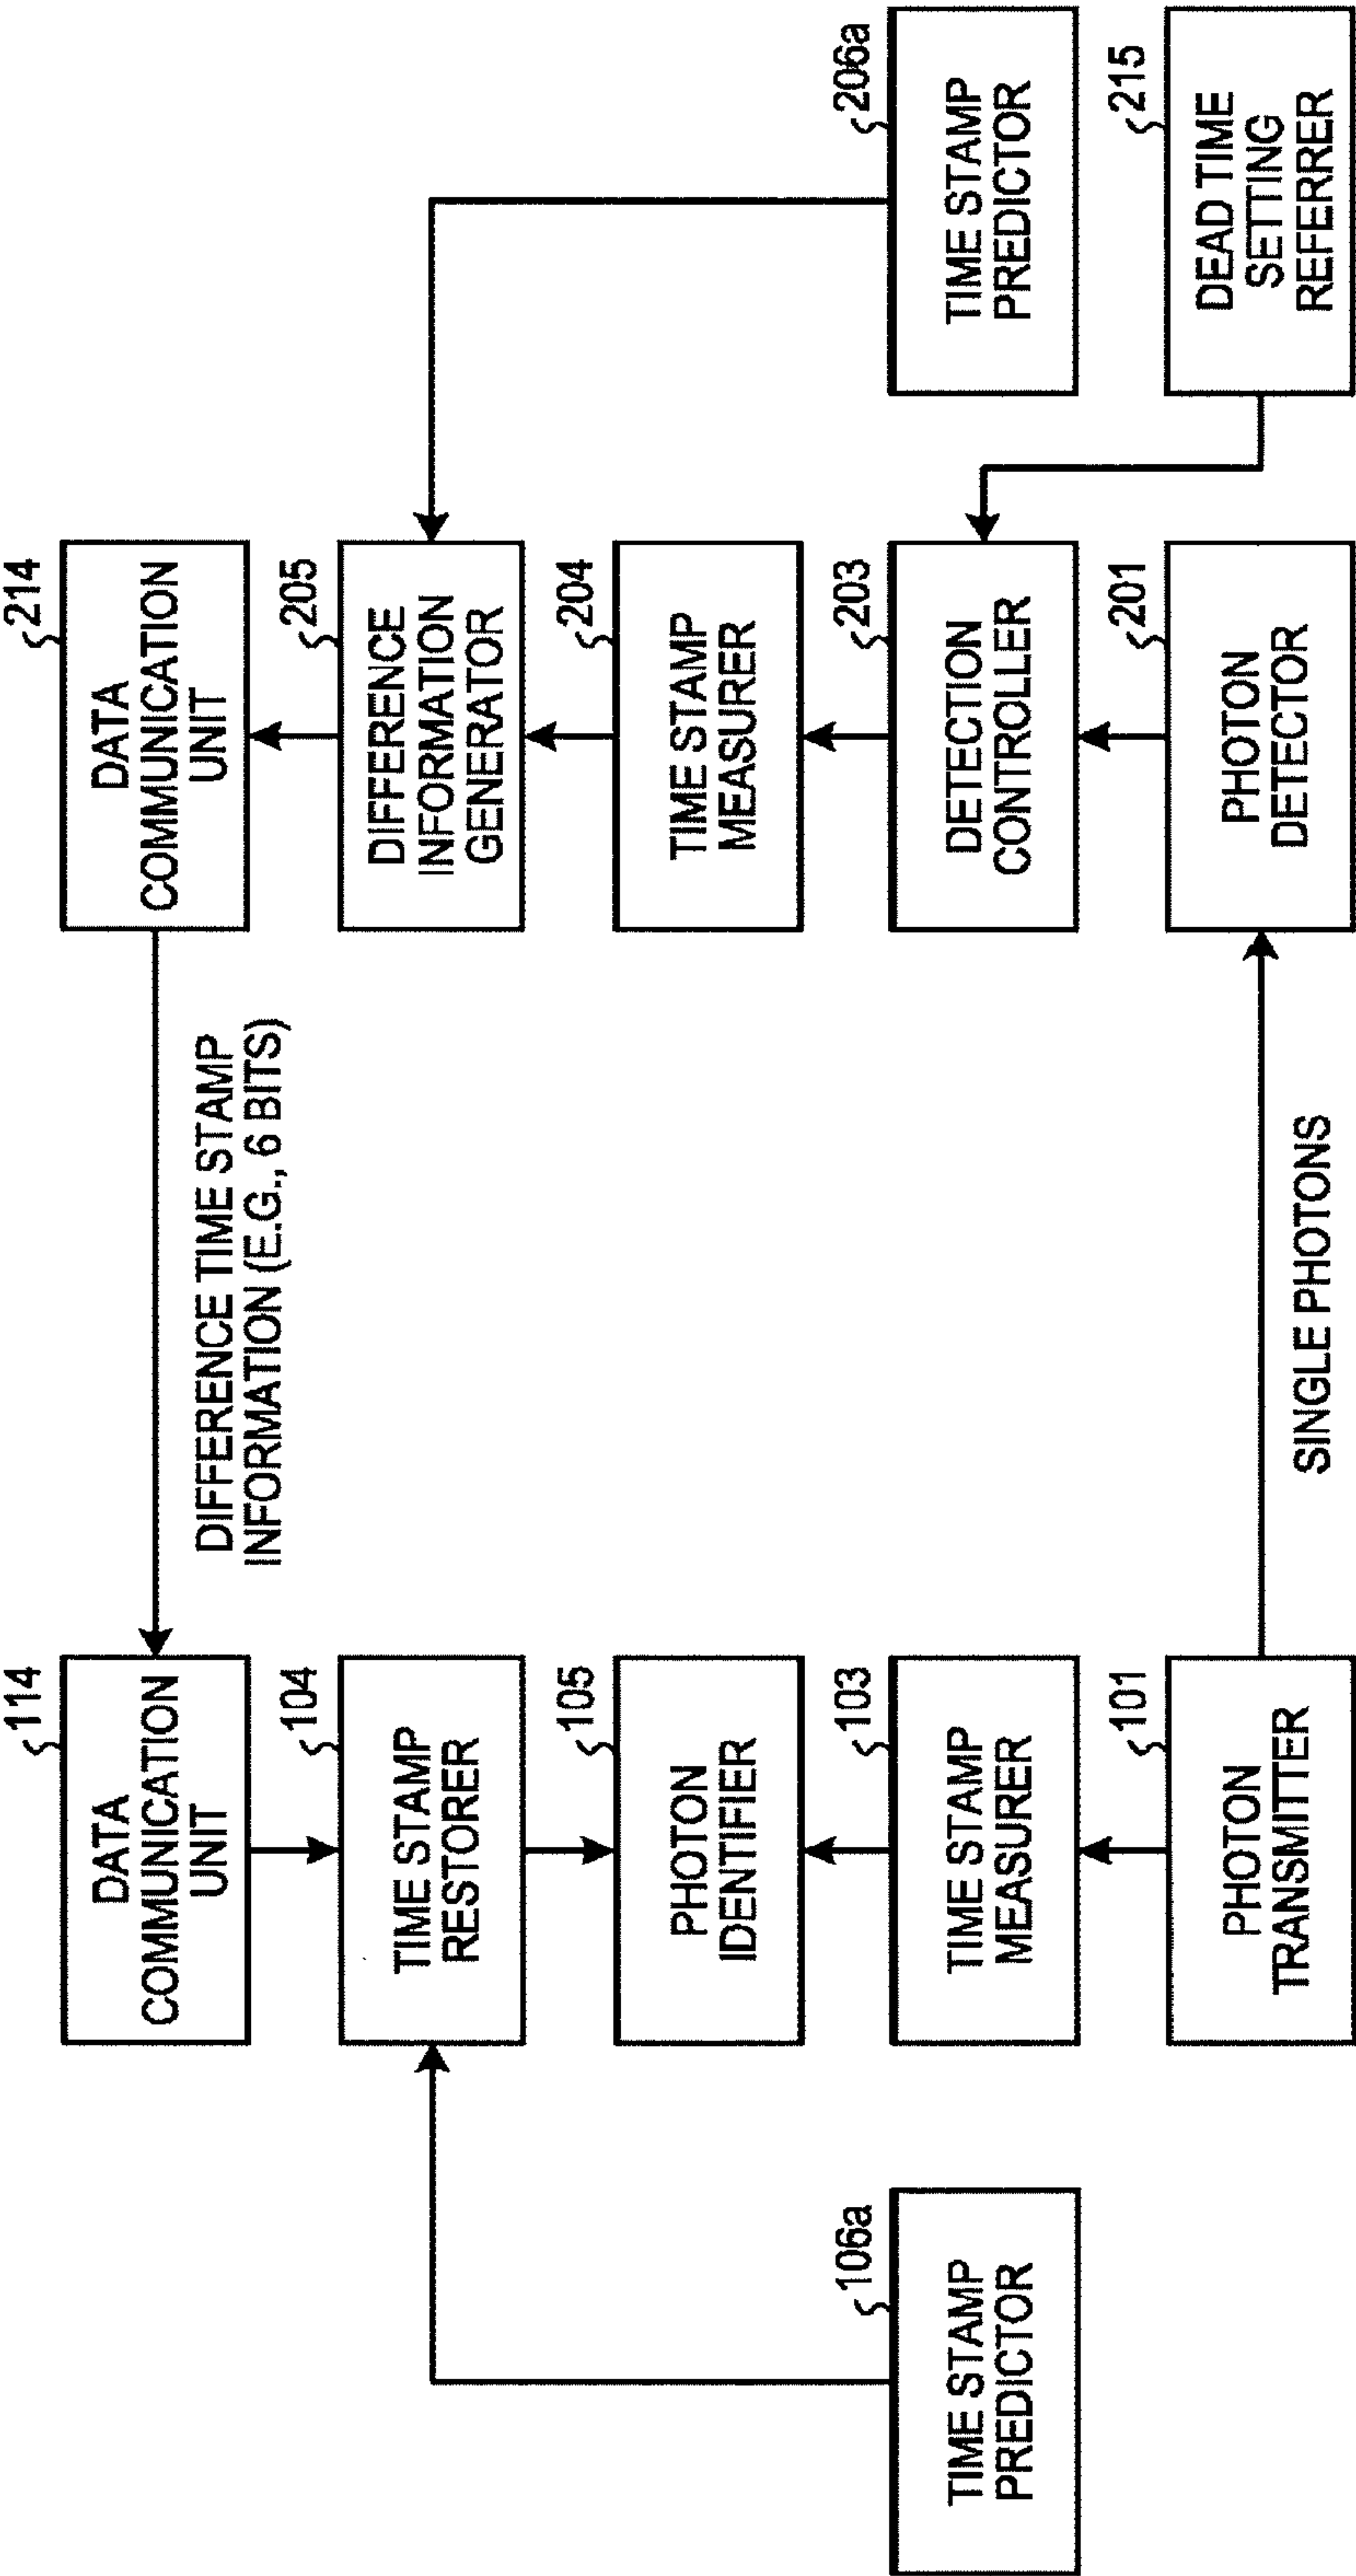 114
DATA
COMMUNICATION
UNIT
214
DATA
COMMUNICATION
UNIT
DIFFERENCE TIME STAMP
INFORMATION (E.G., 6 BITS)
104
TIME STAMP
RESTORER
205
DIFFERENCE
INFORMATION
GENERATOR
105
PHOTON
IDENTIFIER
204
TIME STAMP
MEASURER
106a
TIME STAMP
PREDICTOR
103
TIME STAMP
MEASURER
203
DETECTION
CONTROLLER
206a
TIME STAMP
PREDICTOR
101
PHOTON
TRANSMITTER
SINGLE PHOTONS
201
PHOTON
DETECTOR
215
DEAD TIME
SETTING
REFERRER